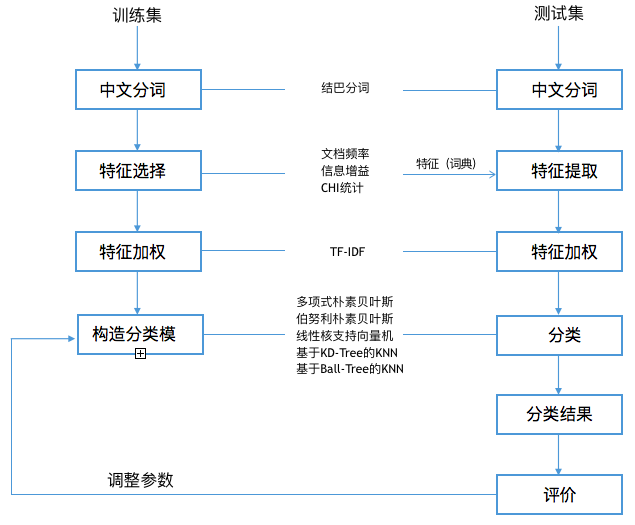 训练集
测试集
中文分词
结巴分词
中文分词
特征选择
文档频率
信息增益
CHI统计
特征（词典）
特征提取
特征加权
TF-IDF
特征加权
构造分类模
多项式朴素贝叶斯
伯努利朴素贝叶斯
线性核支持向量机
基于KD-Tree的KNN
基于Ball-Tree的KNN
分类
分类结果
调整参数
评价